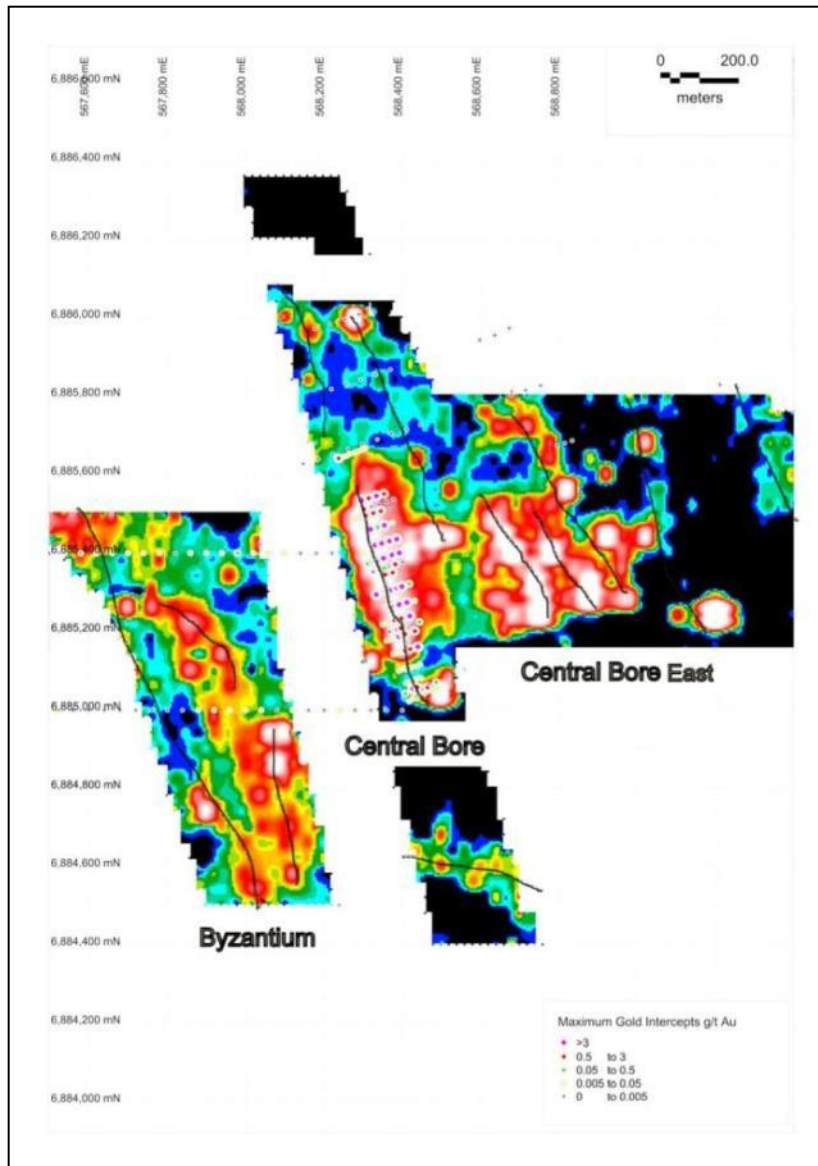 567,600 mE
567,800 mE
568,000 mE
568,200 mE
568,400 mE
568,600 mE
568,800 mE
0 200.0
meters
6,886,600 mN
6,886,400 mN
6,886,200 mN
6,886,000 mN
6,885,800 mN
6,885,600 mN
6,885,400 mN
6,885,200 mN
6,885,000 mN
6,884,800 mN
6,884,600 mN
6,884,400 mN
6,884,200 mN
6,884,000 mN
Central Bore East
Central Bore
Byzantium
Maximum Gold Intercepts g/t Au
>3
0.5 to 3
0.05 to 0.5
0.005 to 0.05
0 to 0.005